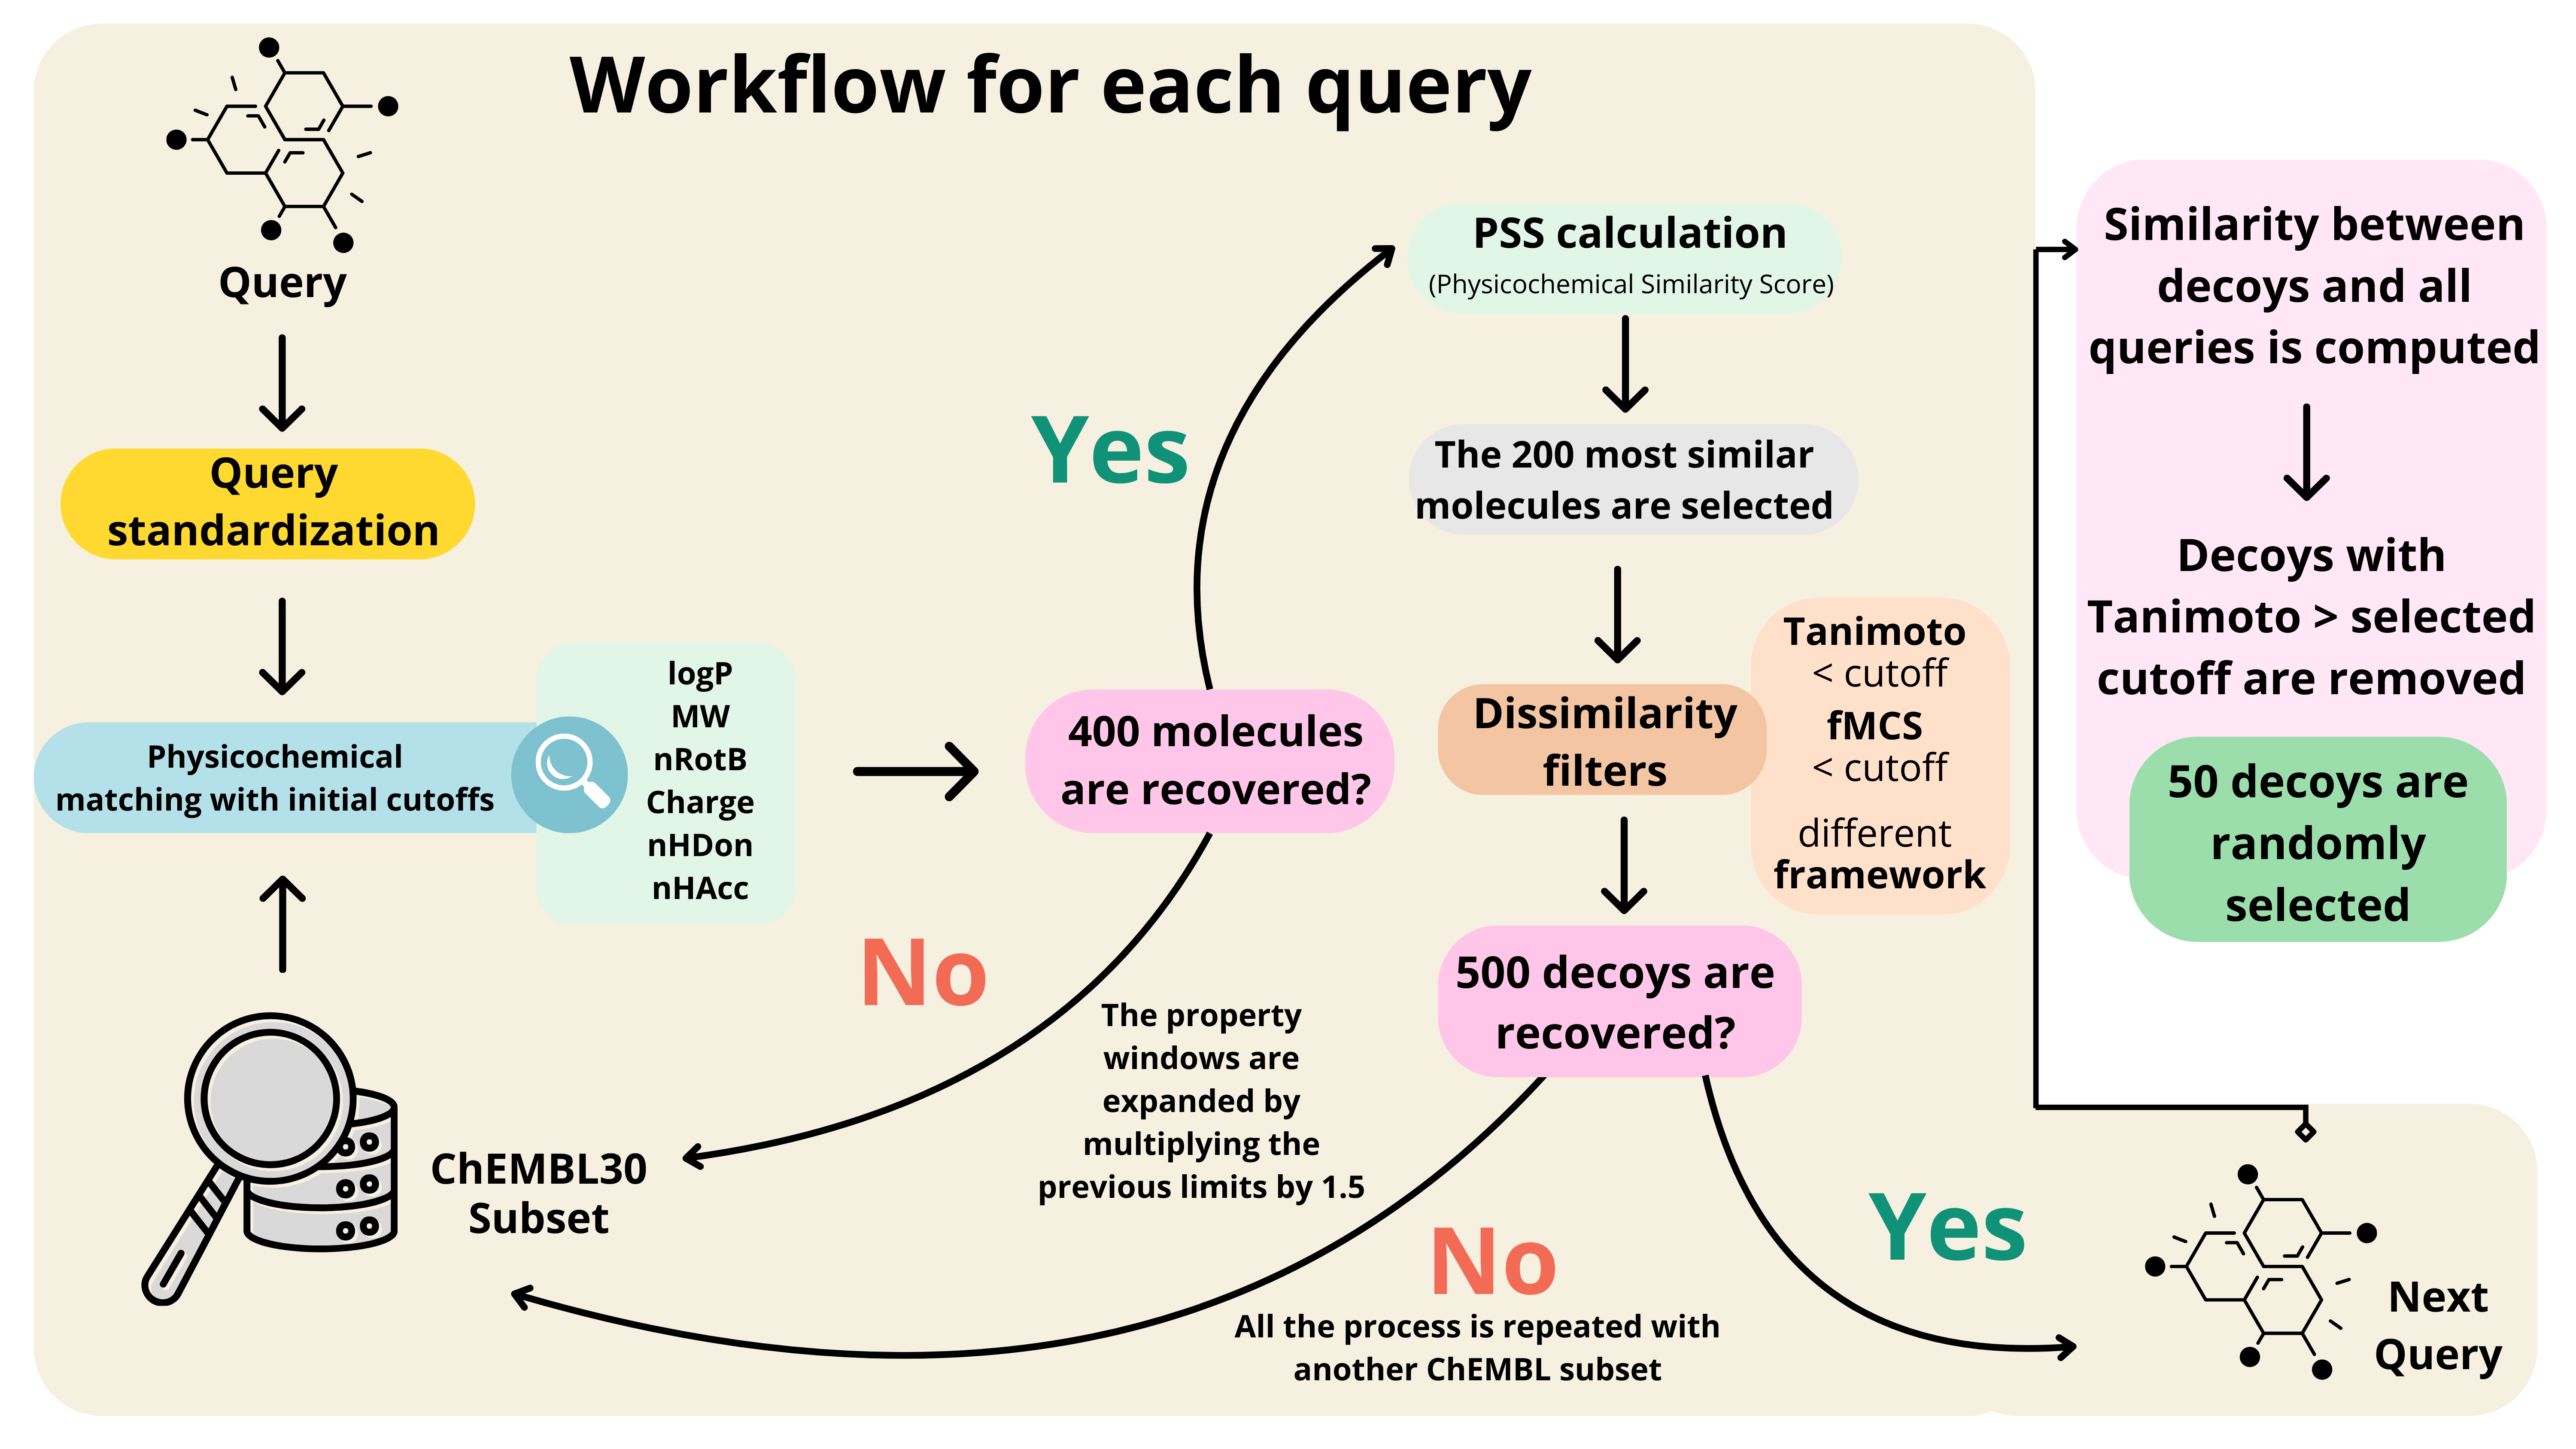 Workflow for each query
Query
Query
standardization
Physicochemical
matching with initial cutoffs
logP
MW
nRotB
Charge
nHDon
nHAcc
ChEMBL30
Subset
400 molecules
are recovered?
Yes
No
The property
windows are
expanded by
multiplying the
previous limits by 1.5
PSS calculation
(Physicochemical Similarity Score)
The 200 most similar
molecules are selected
Dissimilarity
filters
Tanimoto
< cutoff
fMCS
< cutoff
different
framework
500 decoys are
recovered?
No
All the process is repeated with
another ChEMBL subset
Yes
Next
Query
Similarity between
decoys and all
queries is computed
Decoys with
Tanimoto > selected
cutoff are removed
50 decoys are
randomly
selected